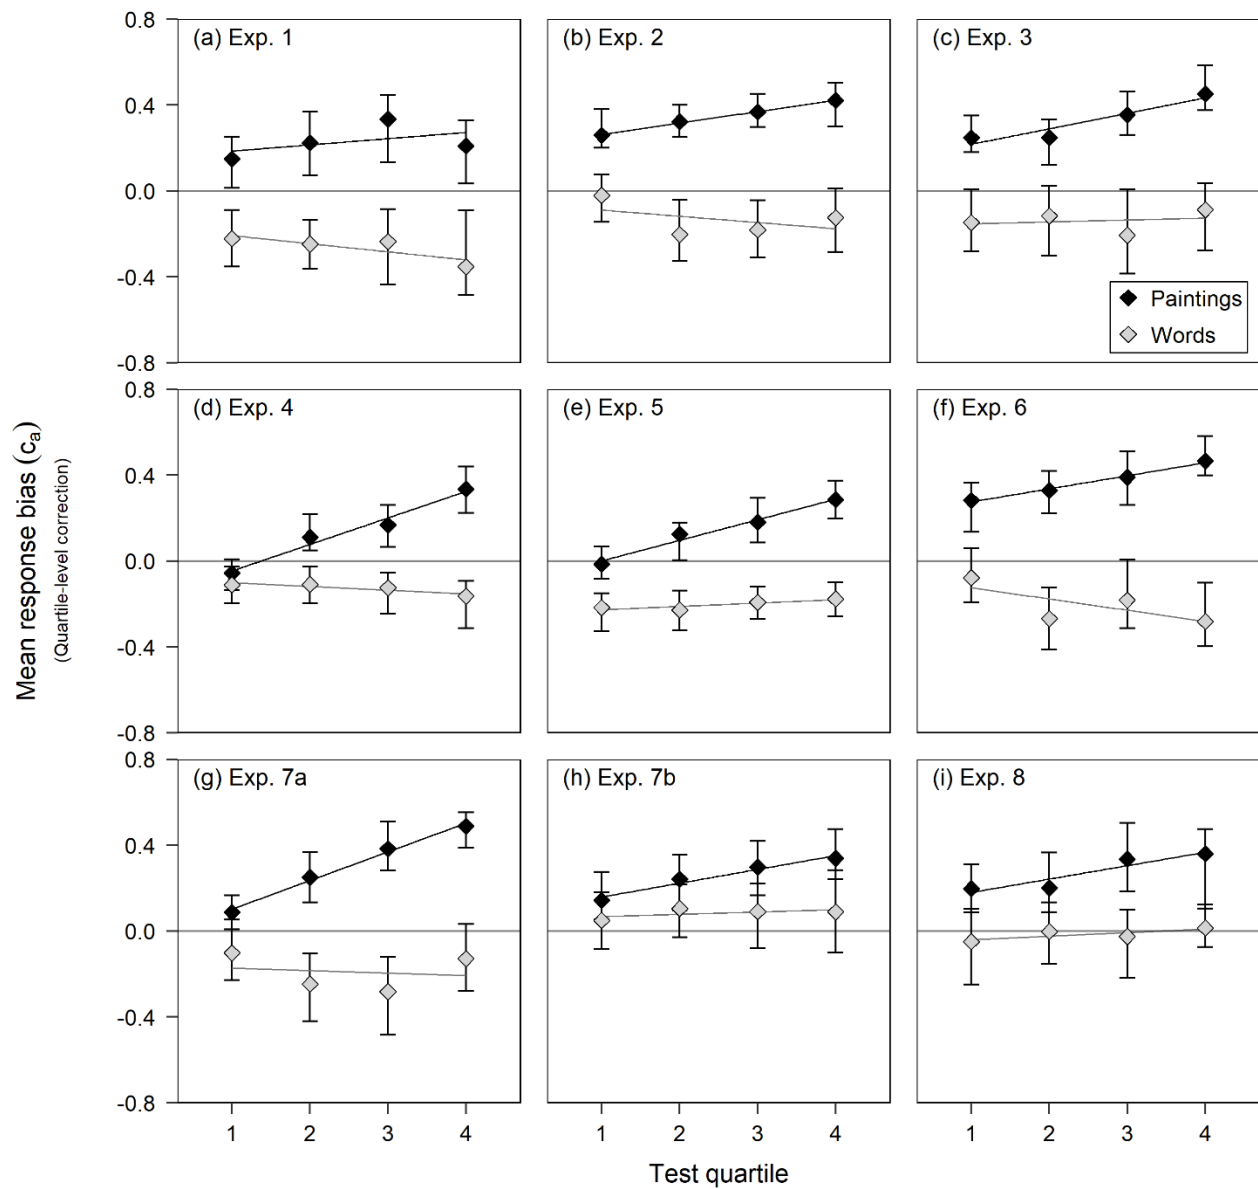 0.8
0.4
0.0
-0.4
-0.8
(a) Exp. 1
(b) Exp. 2
(c) Exp. 3
Paintings
Words
0.8
0.4
0.0
-0.4
-0.8
(d) Exp. 4
(e) Exp. 5
(f) Exp. 6
Mean response bias (cₐ)
(Quartile-level correction)
0.8
0.4
0.0
-0.4
-0.8
(g) Exp. 7a
(h) Exp. 7b
(i) Exp. 8
1 2 3 4
1 2 3 4
1 2 3 4
Test quartile